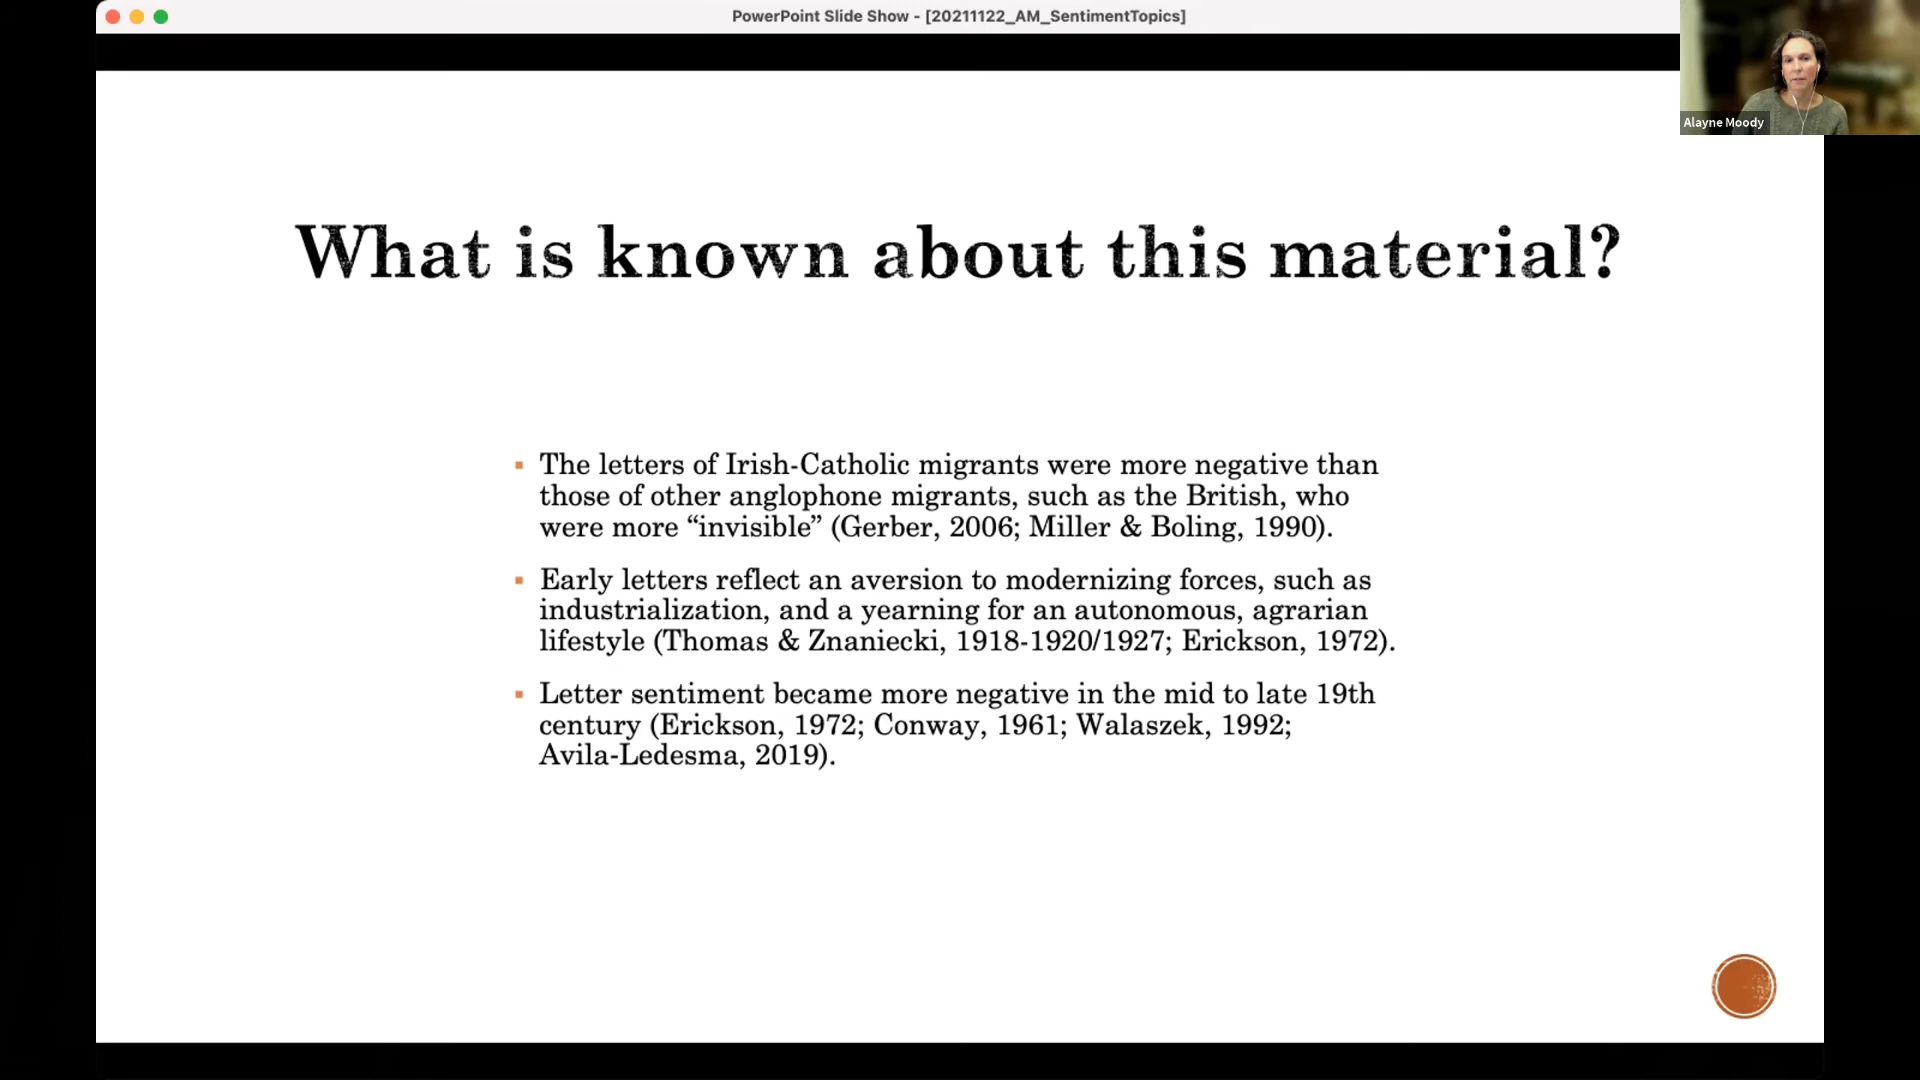 PowerPoint Slide Show - [20211122_AM_SentimentTopics]
Alayne Moody
What is known about this material?
The letters of Irish-Catholic migrants were more negative than
those of other anglophone migrants, such as the British, who
were more “invisible” (Gerber, 2006; Miller & Boling, 1990).
Early letters reflect an aversion to modernizing forces, such as
industrialization, and a yearning for an autonomous, agrarian
lifestyle (Thomas & Znaniecki, 1918-1920/1927; Erickson, 1972).
Letter sentiment became more negative in the mid to late 19th
century (Erickson, 1972; Conway, 1961; Walaszek, 1992;
Avila-Ledesma, 2019).